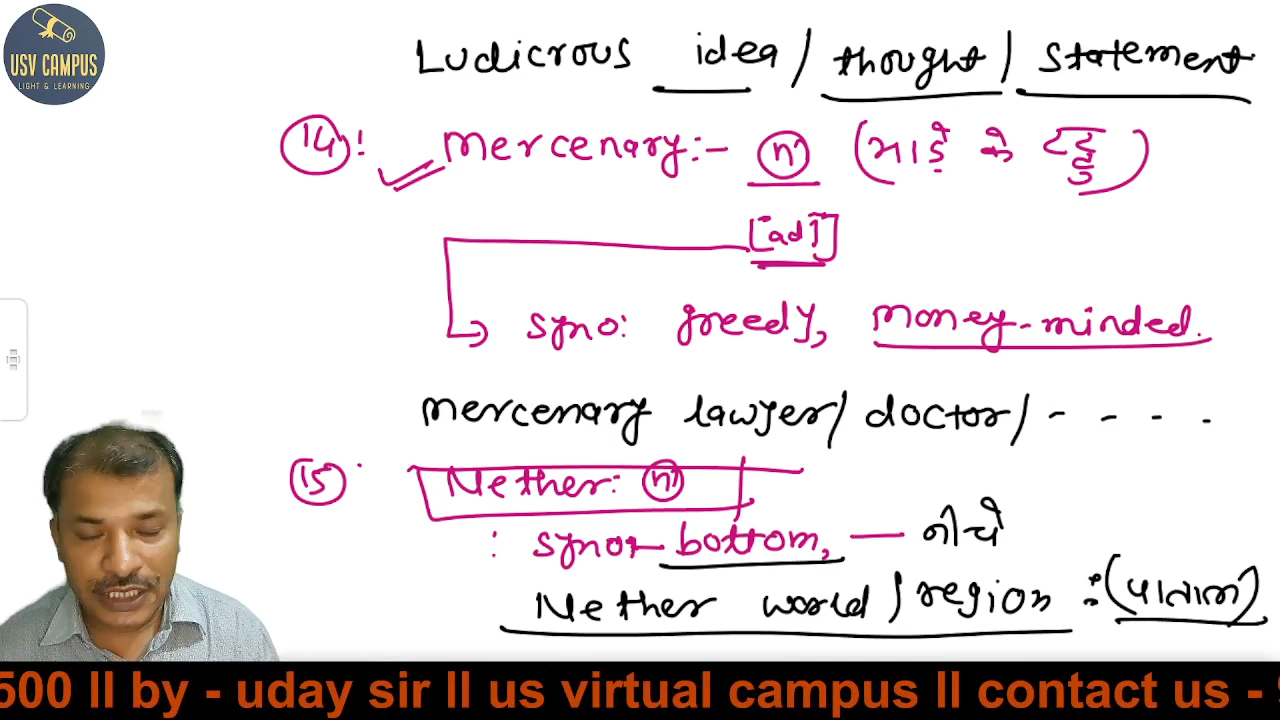 USV CAMPUS
LIGHT & LEARNING
Ludicrous idea / thought / statement
14! mercenary:- n (भाडे के टट्टू)
[adj]
syno: greedy, money-minded.
mercenary lawyer / doctor / - - - -
15 Nether: n
: syno- bottom, — नीचे
Nether world / region : (पाताल)
500 ll by - uday sir ll us virtual campus ll contact us -